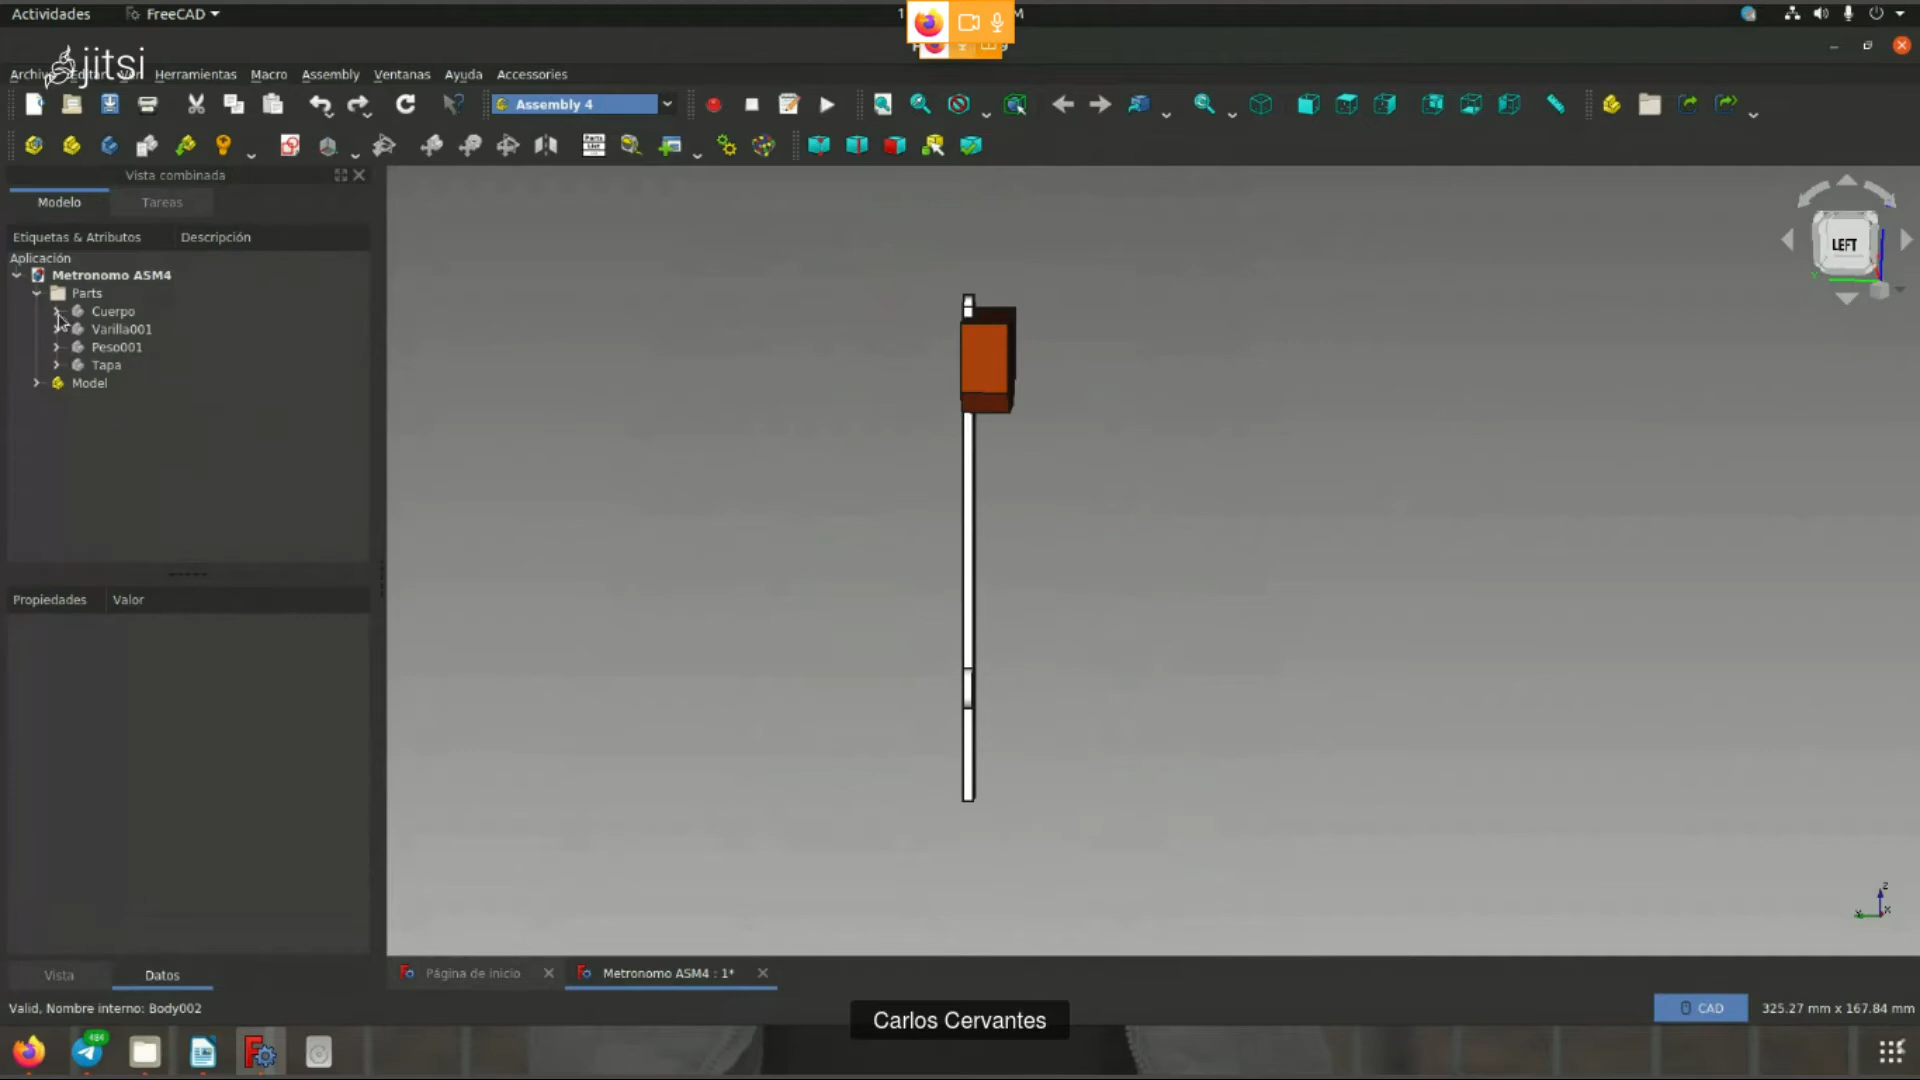 Actividades
FreeCAD
jitsi
Herramientas
Macro
Assembly
Ventanas
Ayuda
Accessories
Assembly 4
Vista combinada
Modelo
Tareas
Etiquetas & Atributos
Descripción
Aplicación
Metronomo ASM4
Parts
Cuerpo
Varilla001
Peso001
Tapa
Model
LEFT
Propiedades
Valor
Vista
Datos
Página de inicio
Metronomo ASM4 : 1*
Valid, Nombre interno: Body002
CAD
325.27 mm x 167.84 mm
Carlos Cervantes
484